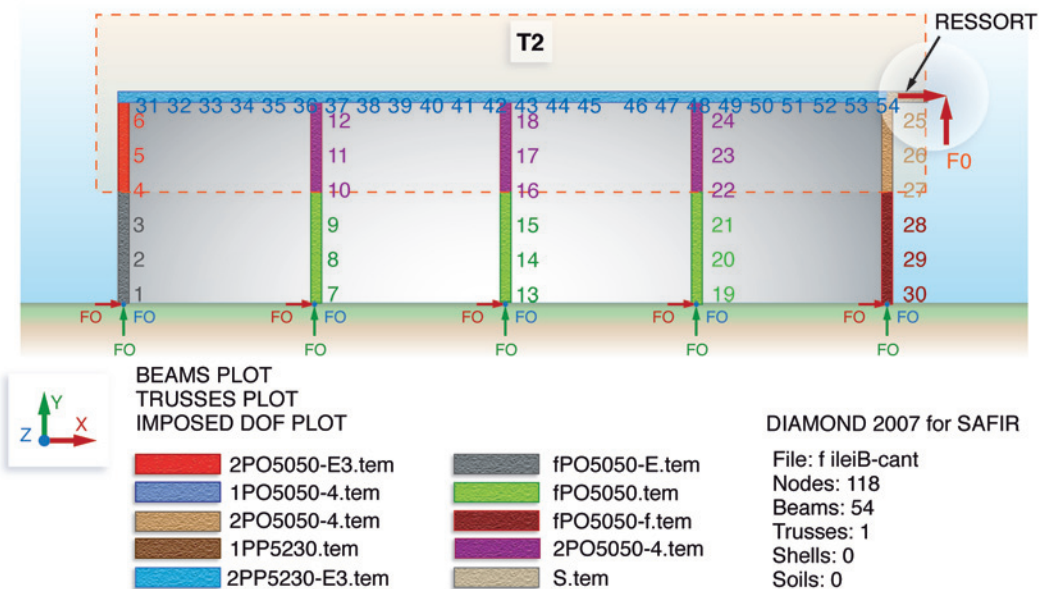 RESSORT
T2
31 32 33 34 35 36 37 38 39 40 41 42 43 44 45 46 47 48 49 50 51 52 53 54
6 12 18 24 25
5 11 17 23 26
F0
4 10 16 22 27
3 9 15 21 28
2 8 14 20 29
1 7 13 19 30
FO FO FO FO FO FO FO FO FO FO
FO FO FO FO FO
BEAMS PLOT
TRUSSES PLOT
IMPOSED DOF PLOT
Y
Z X
2PO5050-E3.tem
1PO5050-4.tem
2PO5050-4.tem
1PP5230.tem
2PP5230-E3.tem
fPO5050-E.tem
fPO5050.tem
fPO5050-f.tem
2PO5050-4.tem
S.tem
DIAMOND 2007 for SAFIR
File: f ileiB-cant
Nodes: 118
Beams: 54
Trusses: 1
Shells: 0
Soils: 0